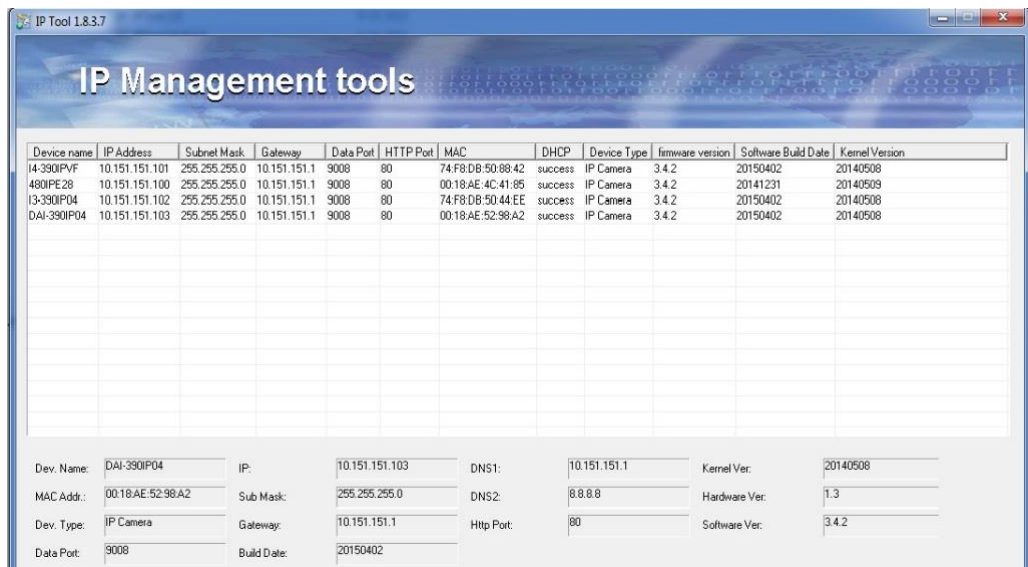 IP Tool 1.8.3.7
IP Management tools
Device name IP Address Subnet Mask Gateway Data Port HTTP Port MAC DHCP Device Type firmware version Software Build Date Kernel Version
I4-390IPVF 10.151.151.101 255.255.255.0 10.151.151.1 9008 80 74:F8:DB:50:88:42 success IP Camera 3.4.2 20150402 20140508
480IPE28 10.151.151.100 255.255.255.0 10.151.151.1 9008 80 00:18:AE:4C:41:85 success IP Camera 3.4.2 20141231 20140509
I3-390IP04 10.151.151.102 255.255.255.0 10.151.151.1 9008 80 74:F8:DB:50:44:EE success IP Camera 3.4.2 20150402 20140508
DAI-390IP04 10.151.151.103 255.255.255.0 10.151.151.1 9008 80 00:18:AE:52:98:A2 success IP Camera 3.4.2 20150402 20140508
Dev. Name: DAI-390IP04 IP: 10.151.151.103 DNS1: 10.151.151.1 Kernel Ver: 20140508
MAC Addr.: 00:18:AE:52:98:A2 Sub Mask: 255.255.255.0 DNS2: 8.8.8.8 Hardware Ver: 1.3
Dev. Type: IP Camera Gateway: 10.151.151.1 Http Port: 80 Software Ver: 3.4.2
Data Port: 9008 Build Date: 20150402